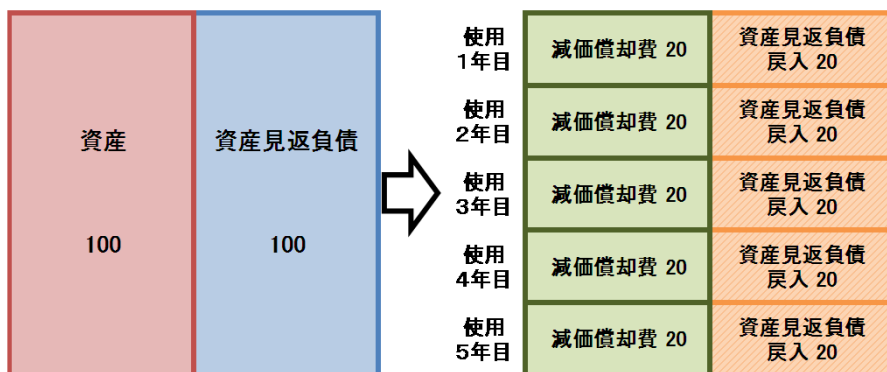 資産
100
資産見返負債
100
使用
1年目
減価償却費 20
資産見返負債
戻入 20
使用
2年目
減価償却費 20
資産見返負債
戻入 20
使用
3年目
減価償却費 20
資産見返負債
戻入 20
使用
4年目
減価償却費 20
資産見返負債
戻入 20
使用
5年目
減価償却費 20
資産見返負債
戻入 20